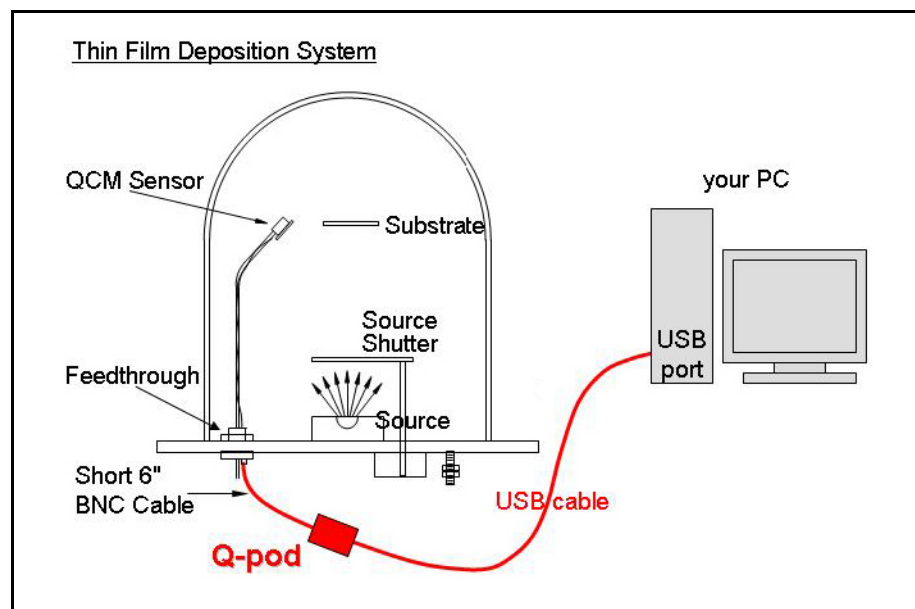 Thin Film Deposition System
QCM Sensor
Substrate
your PC
Source
Shutter
USB
port
Feedthrough
Source
Short 6"
BNC Cable
USB cable
Q-pod